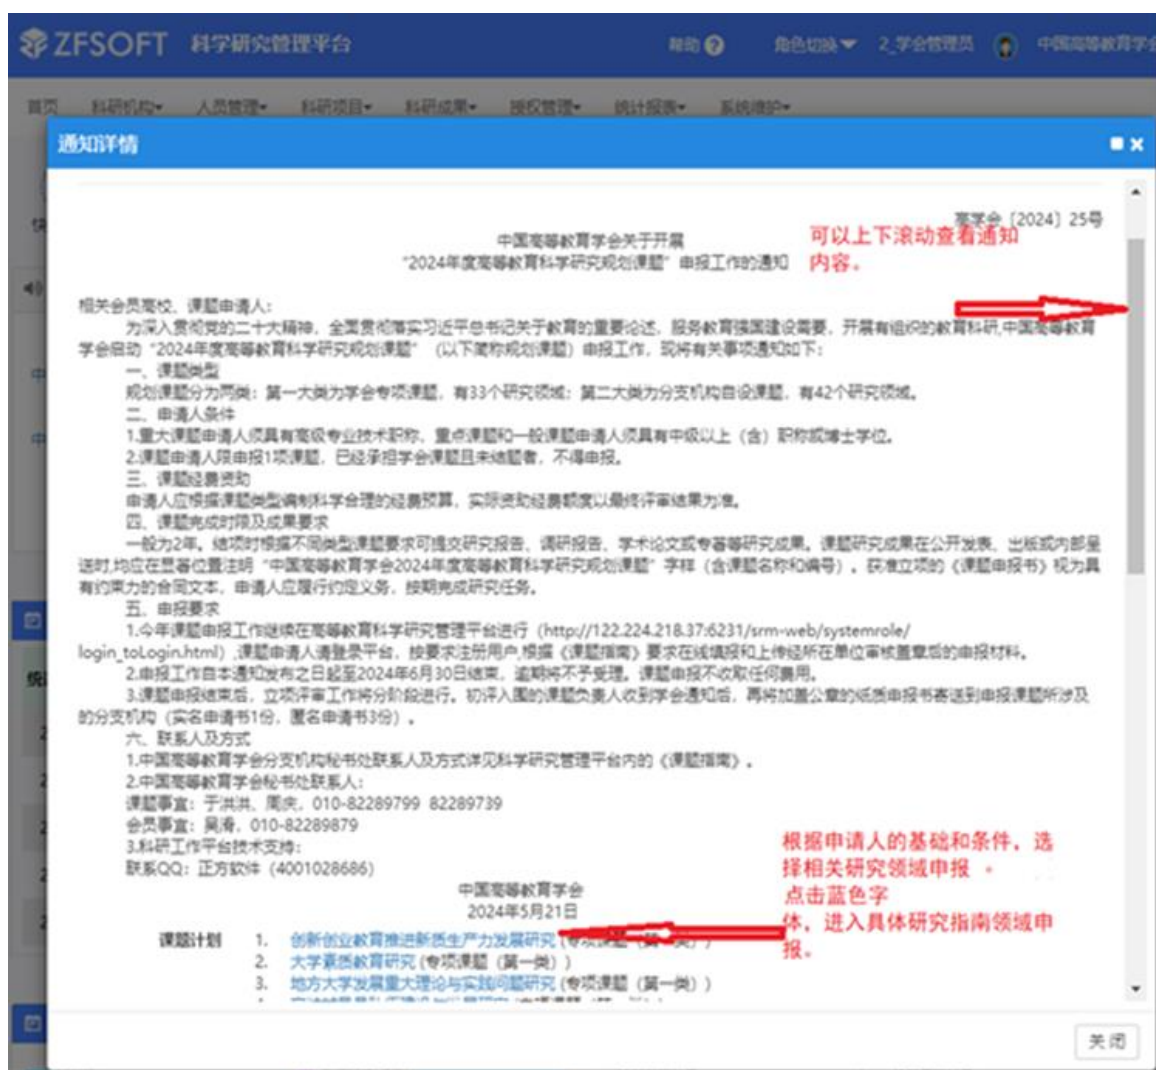 ZFSOFT 科学研究管理平台 帮助 角色切换 2_学会管理员 中国高等教育学会
首页 科研机构 人员管理 科研项目 科研成果 授权管理 统计报表 系统维护
通知详情
高学会〔2024〕25号
中国高等教育学会关于开展
“2024年度高等教育科学研究规划课题”申报工作的通知
可以上下滚动查看通知
内容。
相关会员高校、课题申请人：
为深入贯彻党的二十大精神，全面贯彻落实习近平总书记关于教育的重要论述，服务教育强国建设需要，开展有组织的教育科研,中国高等教育
学会启动“2024年度高等教育科学研究规划课题”（以下简称规划课题）申报工作，现将有关事项通知如下：
一、课题类型
规划课题分为两类：第一大类为学会专项课题，有33个研究领域；第二大类为分支机构自设课题，有42个研究领域。
二、申请人条件
1.重大课题申请人须具有高级专业技术职称，重点课题和一般课题申请人须具有中级以上（含）职称或博士学位。
2.课题申请人限申报1项课题，已经承担学会课题且未结题者，不得申报。
三、课题经费资助
申请人应根据课题类型编制科学合理的经费预算，实际资助经费额度以最终评审结果为准。
四、课题完成时限及成果要求
一般为2年。结项时根据不同类型课题要求可提交研究报告、调研报告、学术论文或专著等研究成果。课题研究成果在公开发表、出版或内部呈
送时,均应在显著位置注明“中国高等教育学会2024年度高等教育科学研究规划课题”字样（含课题名称和编号）。获准立项的《课题申报书》视为具
有约束力的合同文本，申请人应履行约定义务，按期完成研究任务。
五、申报要求
1.今年课题申报工作继续在高等教育科学研究管理平台进行（http://122.224.218.37:6231/srm-web/systemrole/
login_toLogin.html）,课题申请人请登录平台，按要求注册用户,根据《课题指南》要求在线填报和上传经所在单位审核盖章后的申报材料。
2.申报工作自本通知发布之日起至2024年6月30日结束，逾期将不予受理。课题申报不收取任何费用。
3.课题申报结束后，立项评审工作将分阶段进行。初评入围的课题负责人收到学会通知后，再将加盖公章的纸质申报书寄送到申报课题所涉及
的分支机构（实名申请书1份，匿名申请书3份）。
六、联系人及方式
1.中国高等教育学会分支机构秘书处联系人及方式详见科学研究管理平台内的《课题指南》。
2.中国高等教育学会秘书处联系人：
课题事宜：于洪洪、周庆，010-82289799 82289739
会员事宜：吴滑，010-82289879
3.科研工作平台技术支持：
联系QQ：正方软件（4001028686）
中国高等教育学会
2024年5月21日
根据申请人的基础和条件，选
择相关研究领域申报 。
点击蓝色字
体，进入具体研究指南领域申
报。
课题计划 1. 创新创业教育推进新质生产力发展研究 (专项课题（第一类）)
2. 大学素质教育研究 (专项课题（第一类）)
3. 地方大学发展重大理论与实践问题研究 (专项课题（第一类）)
关闭